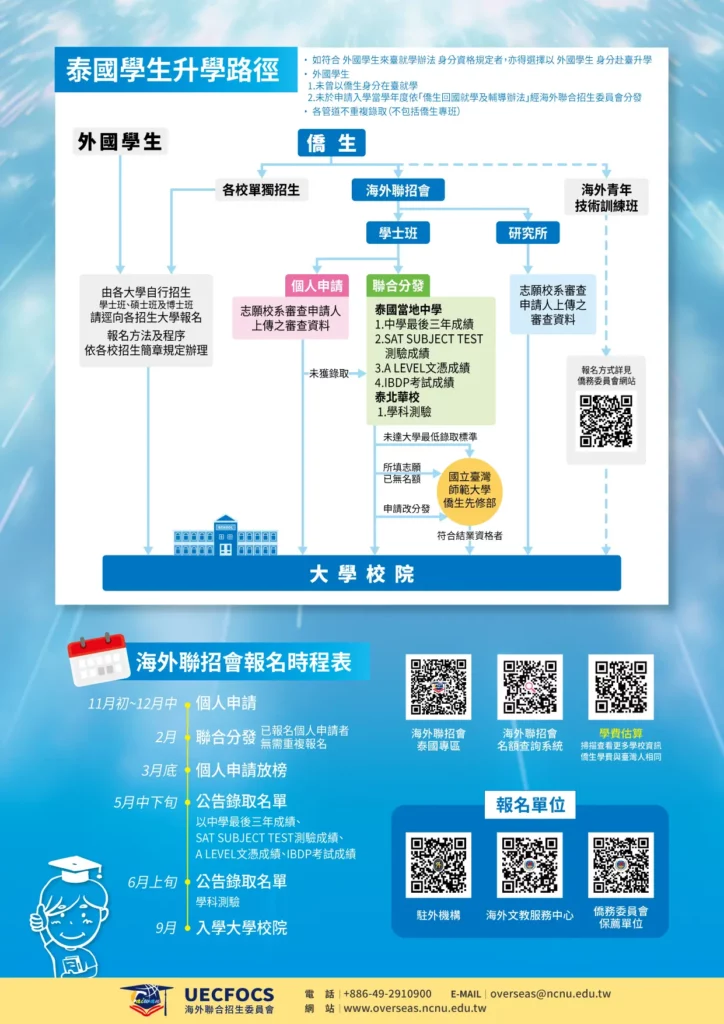 泰國學生升學路徑
• 如符合 外國學生來臺就學辦法 身分資格規定者,亦得選擇以 外國學生 身分赴臺升學
• 外國學生
1.未曾以僑生身分在臺就學
2.未於申請入學當學年度依「僑生回國就學及輔導辦法」經海外聯合招生委員會分發
• 各管道不重複錄取(不包括僑生專班)
外國學生
僑生
各校單獨招生
海外聯招會
海外青年
技術訓練班
學士班
研究所
由各大學自行招生
學士班、碩士班及博士班
請逕向各招生大學報名
報名方法及程序
依各校招生簡章規定辦理
個人申請
志願校系審查申請人
上傳之審查資料
未獲錄取
聯合分發
泰國當地中學
1.中學最後三年成績
2.SAT SUBJECT TEST
測驗成績
3.A LEVEL文憑成績
4.IBDP考試成績
泰北華校
1.學科測驗
志願校系審查
申請人上傳之
審查資料
報名方式詳見
僑務委員會網站
未達大學最低錄取標準
所填志願
已無名額
申請改分發
國立臺灣
師範大學
僑生先修部
符合結業資格者
SCHOOL
大學校院
海外聯招會報名時程表
11月初~12月中 個人申請
2月 聯合分發 已報名個人申請者
無需重複報名
3月底 個人申請放榜
5月中下旬 公告錄取名單
以中學最後三年成績、
SAT SUBJECT TEST測驗成績、
A LEVEL文憑成績、IBDP考試成績
6月上旬 公告錄取名單
學科測驗
9月 入學大學校院
海外聯招會
泰國專區
海外聯招會
名額查詢系統
學費估算
掃描查看更多學校資訊
僑生學費與臺灣人相同
報名單位
駐外機構
海外文教服務中心
僑務委員會
保薦單位
UECFOCS
海外聯合招生委員會
電 話 | +886-49-2910900 E-MAIL | overseas@ncnu.edu.tw
網 站 | www.overseas.ncnu.edu.tw